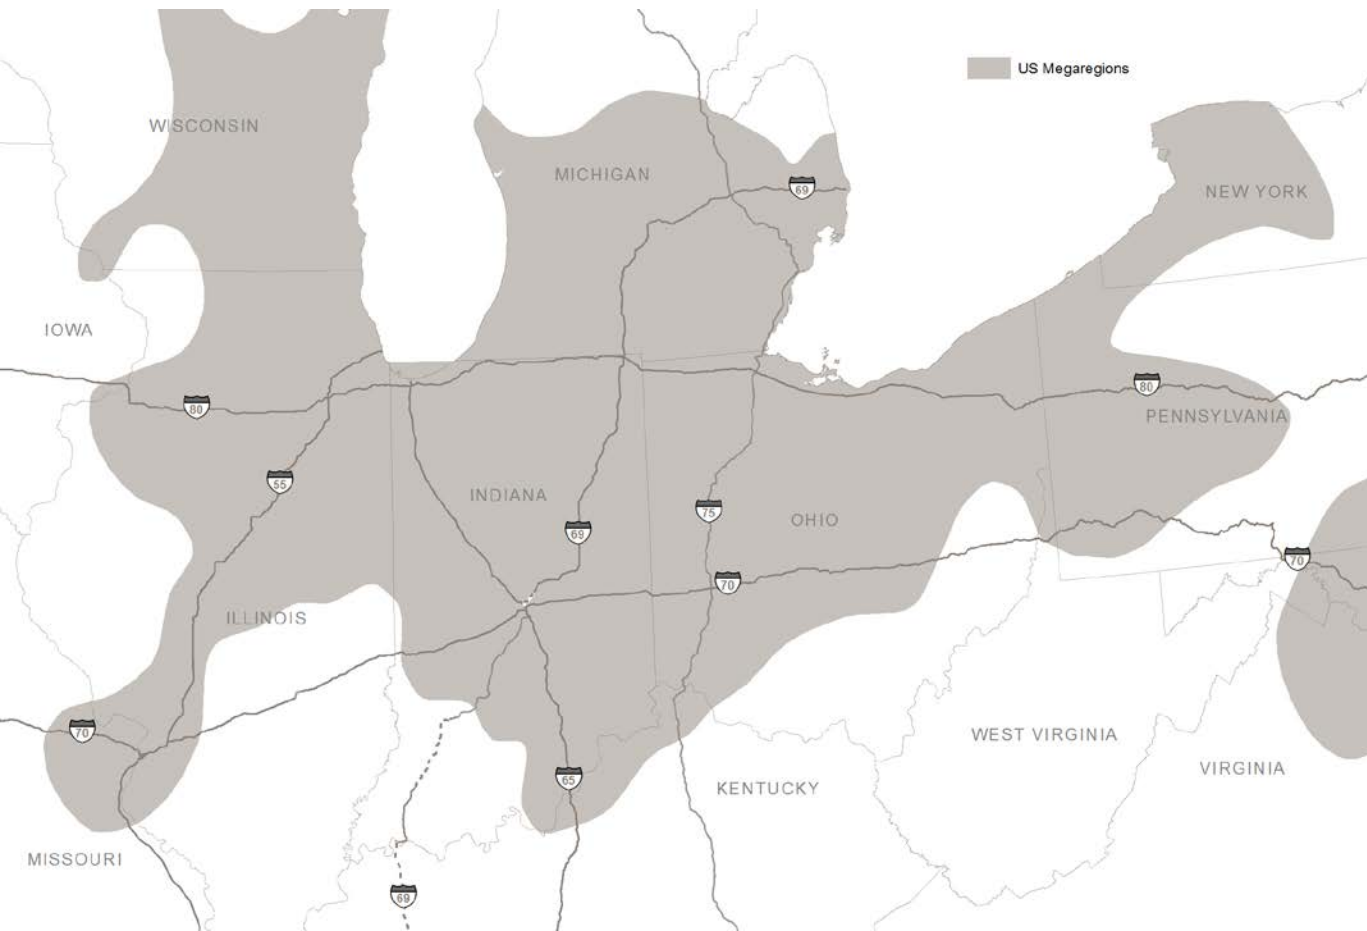 US Megaregions
WISCONSIN
MICHIGAN
69
NEW YORK
IOWA
80
80
PENNSYLVANIA
55
INDIANA
69
75
OHIO
70
70
ILLINOIS
70
WEST VIRGINIA
VIRGINIA
65
KENTUCKY
MISSOURI
69